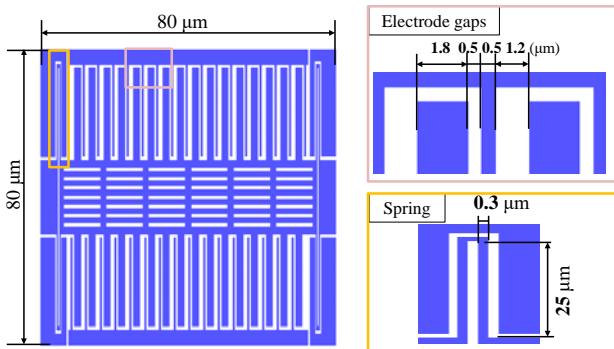 80 μm
80 μm
Electrode gaps
1.8 0.5 0.5 1.2 (μm)
Spring
0.3 μm
25 μm